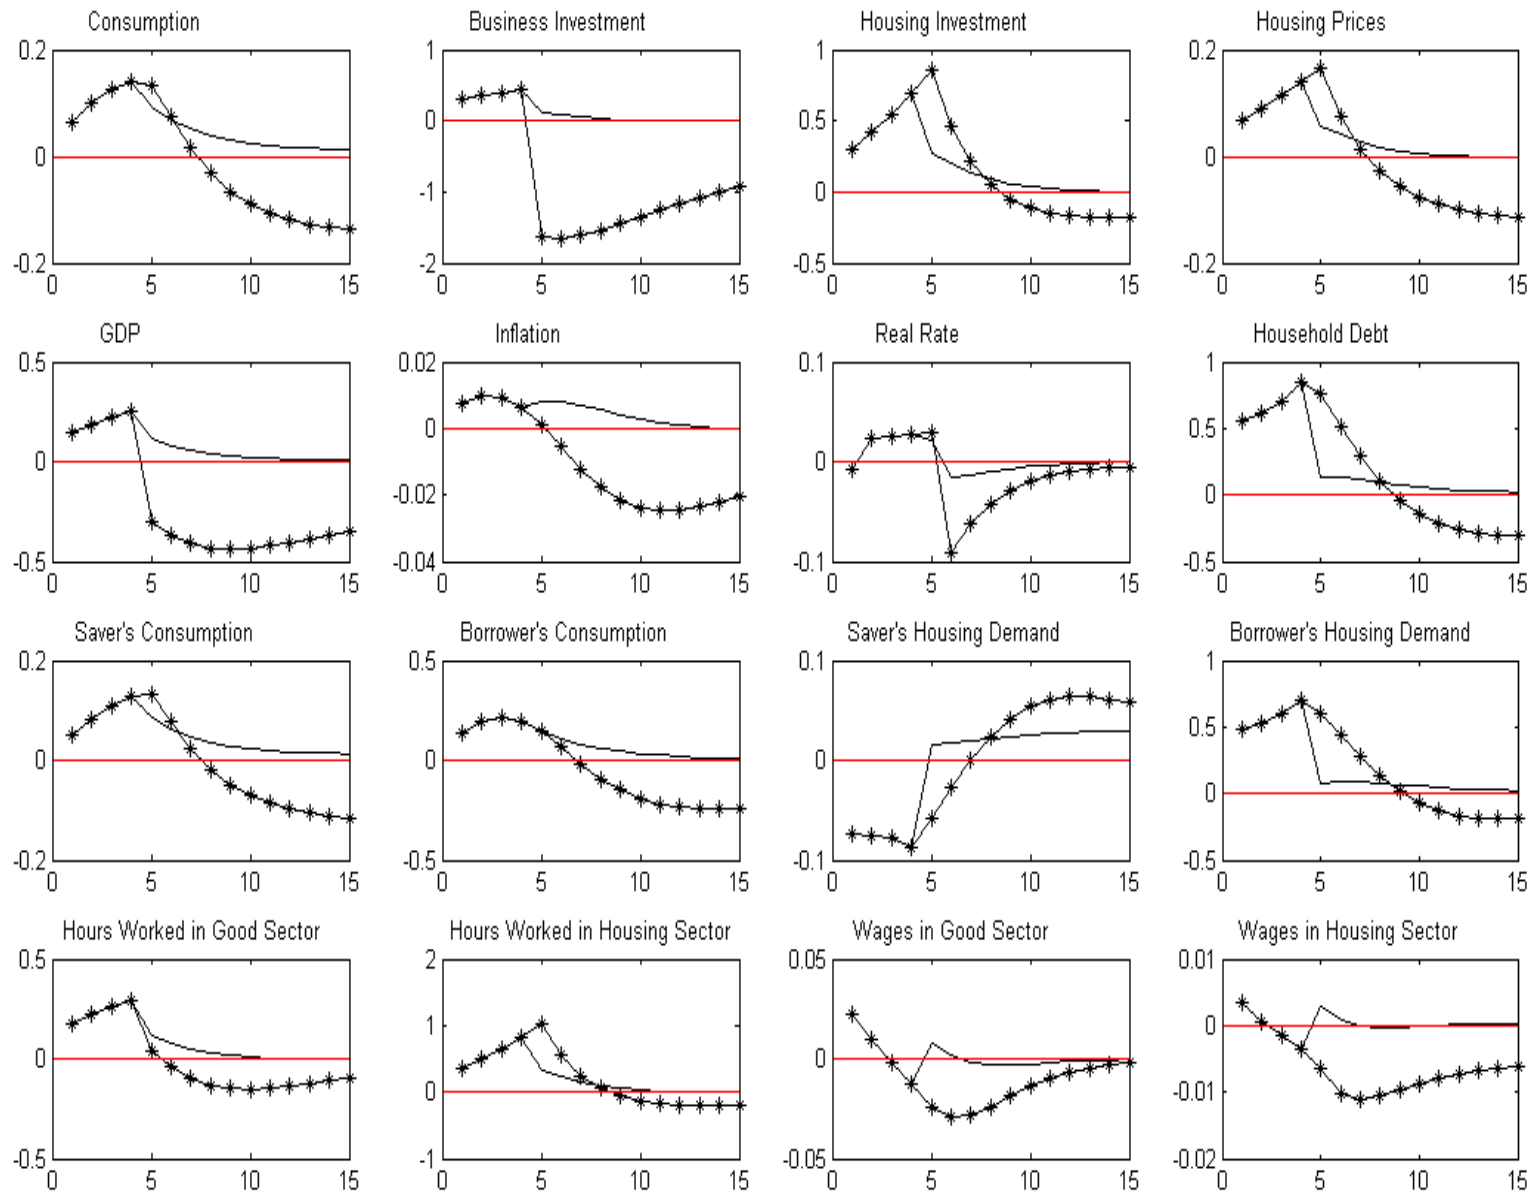 Consumption Business Investment Housing Investment Housing Prices
0.2 1 1 0.2
0 0 0.5 0
-1 0
-0.2 -2 -0.5 -0.2
0 5 10 15 0 5 10 15 0 5 10 15 0 5 10 15
GDP Inflation Real Rate Household Debt
0.5 0.02 0.1 1
0 0 0 0.5
-0.02 0
-0.5 -0.04 -0.1 -0.5
0 5 10 15 0 5 10 15 0 5 10 15 0 5 10 15
Saver's Consumption Borrower's Consumption Saver's Housing Demand Borrower's Housing Demand
0.2 0.5 0.1 1
0 0 0 0.5
0
-0.2 -0.5 -0.1 -0.5
0 5 10 15 0 5 10 15 0 5 10 15 0 5 10 15
Hours Worked in Good Sector Hours Worked in Housing Sector Wages in Good Sector Wages in Housing Sector
0.5 2 0.05 0.01
0 1 0 0
0 -0.01
-0.5 -1 -0.05 -0.02
0 5 10 15 0 5 10 15 0 5 10 15 0 5 10 15